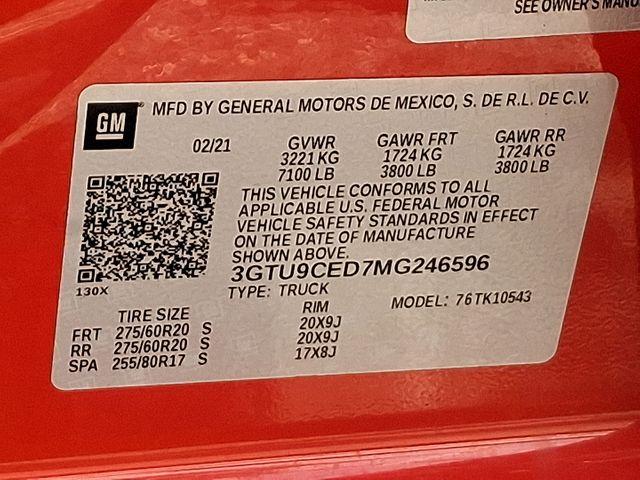 SEE OWNER'S MANU
GM
MFD BY GENERAL MOTORS DE MEXICO, S. DE R.L. DE C.V.
02/21 GVWR GAWR FRT GAWR RR
3221 KG 1724 KG 1724 KG
7100 LB 3800 LB 3800 LB
THIS VEHICLE CONFORMS TO ALL
APPLICABLE U.S. FEDERAL MOTOR
VEHICLE SAFETY STANDARDS IN EFFECT
ON THE DATE OF MANUFACTURE
SHOWN ABOVE.
3GTU9CED7MG246596
130X
TYPE: TRUCK MODEL: 76TK10543
TIRE SIZE RIM
FRT 275/60R20 S 20X9J
RR 275/60R20 S 20X9J
SPA 255/80R17 S 17X8J